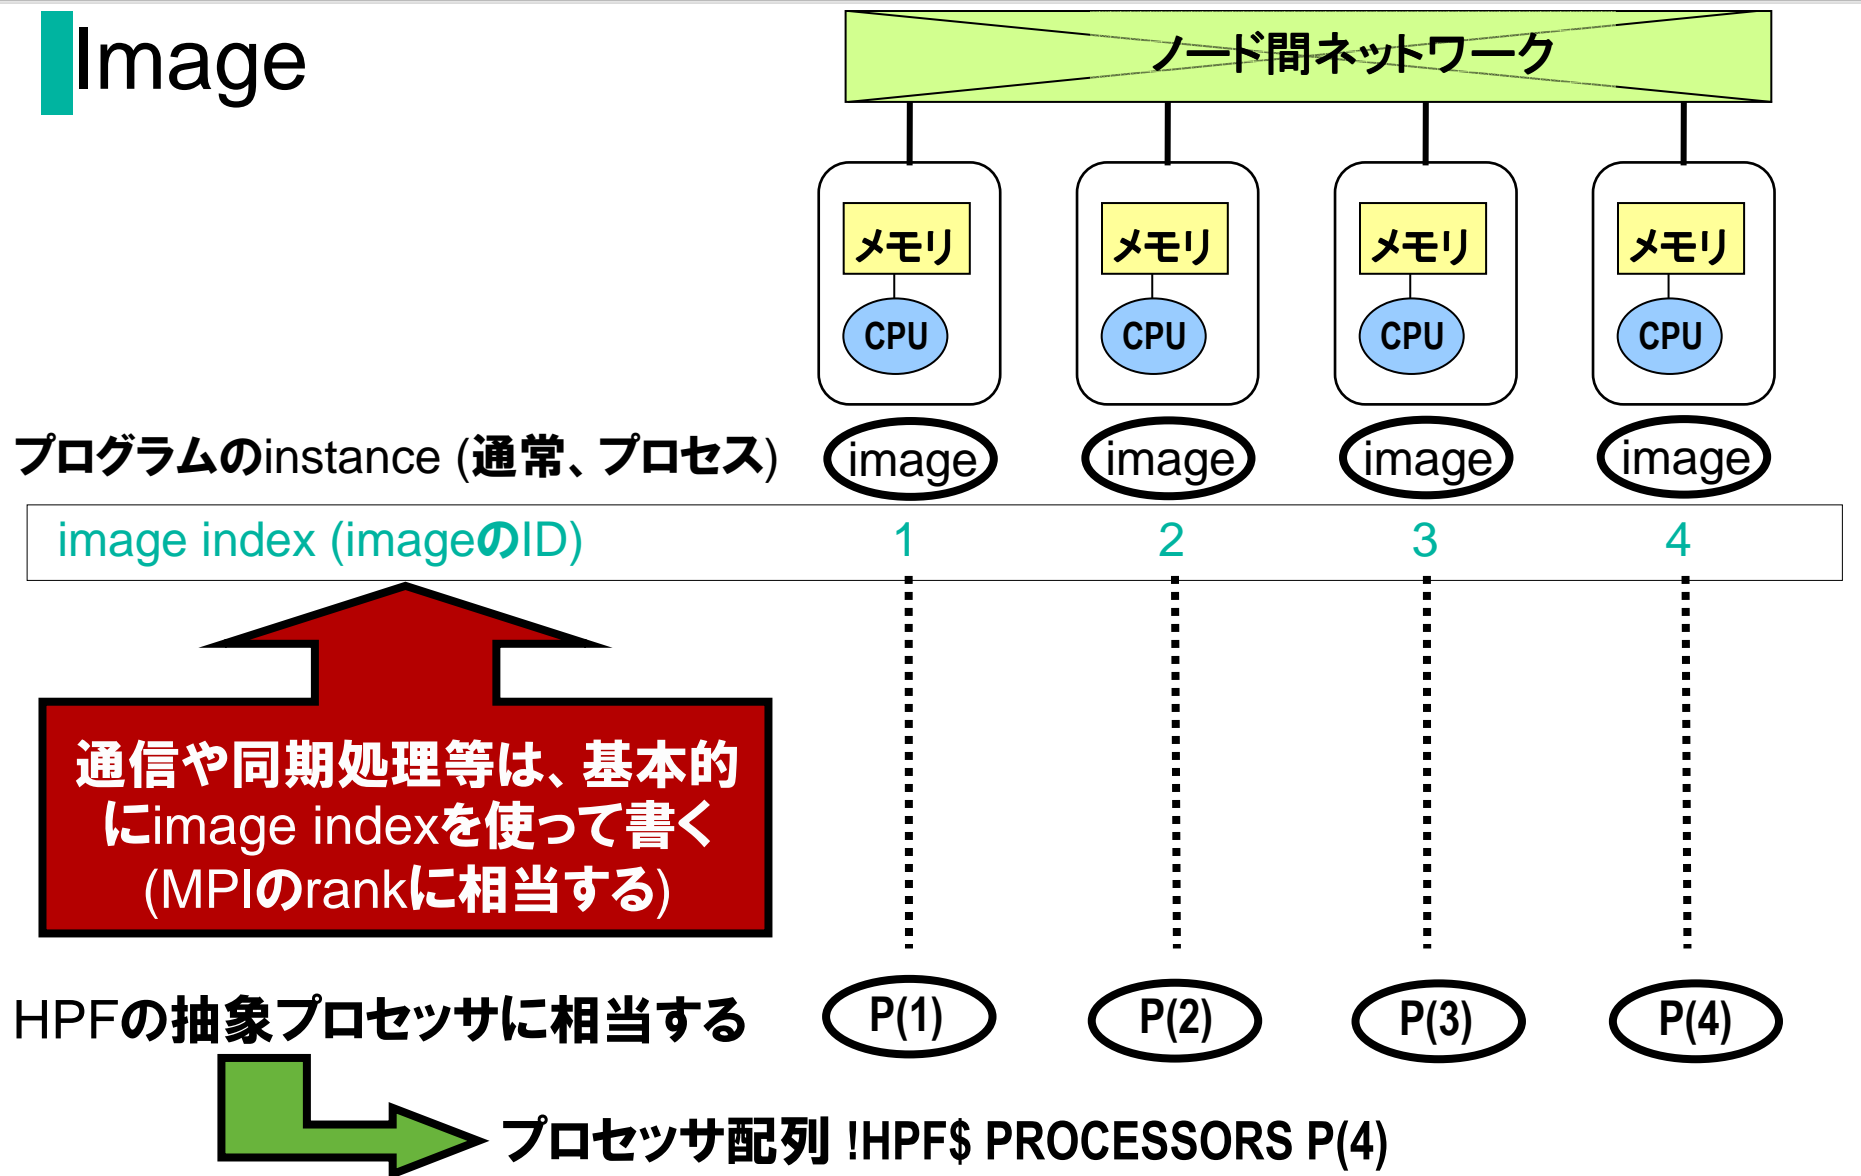 Image
ノード間ネットワーク
メモリ メモリ メモリ メモリ
CPU CPU CPU CPU
プログラムのinstance (通常、プロセス) image image image image
image index (imageのID) 1 2 3 4
通信や同期処理等は、基本的
にimage indexを使って書く
(MPIのrankに相当する)
HPFの抽象プロセッサに相当する P(1) P(2) P(3) P(4)
プロセッサ配列 !HPF$ PROCESSORS P(4)